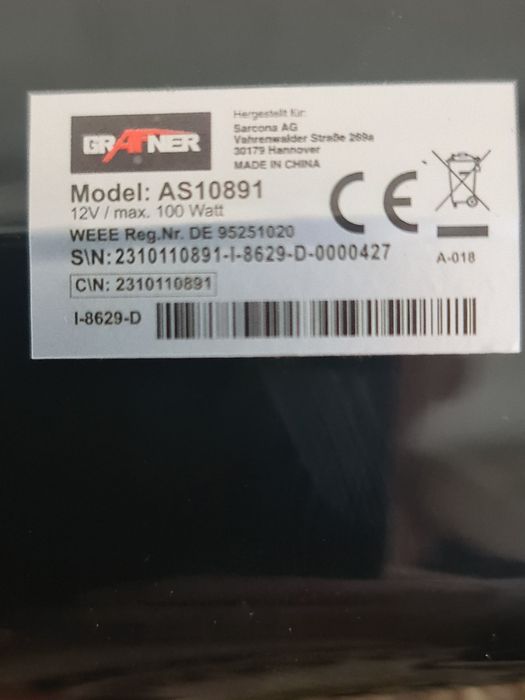 GRAFNER
Hergestellt für:
Sarcona AG
Vahrenwalder Straße 269a
30179 Hannover
MADE IN CHINA
Model: AS10891
12V / max. 100 Watt
WEEE Reg.Nr. DE 95251020
S\N: 2310110891-I-8629-D-0000427
C\N: 2310110891
I-8629-D
CE
A-018